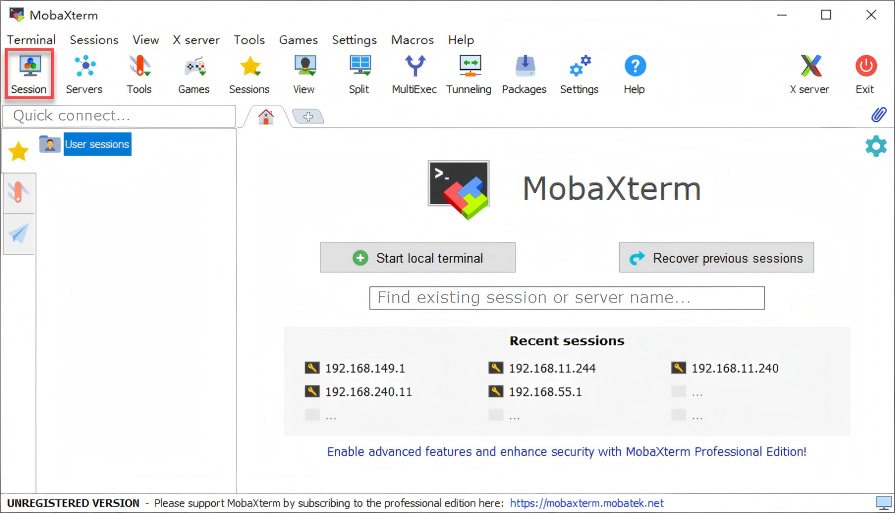 MobaXterm
Terminal Sessions View X server Tools Games Settings Macros Help
Session Servers Tools Games Sessions View Split MultiExec Tunneling Packages Settings Help X server Exit
Quick connect...
User sessions
>_
MobaXterm
Start local terminal Recover previous sessions
Find existing session or server name...
Recent sessions
192.168.149.1 192.168.11.244 192.168.11.240
192.168.240.11 192.168.55.1 ...
... ... ...
Enable advanced features and enhance security with MobaXterm Professional Edition!
UNREGISTERED VERSION - Please support MobaXterm by subscribing to the professional edition here: https://mobaxterm.mobatek.net